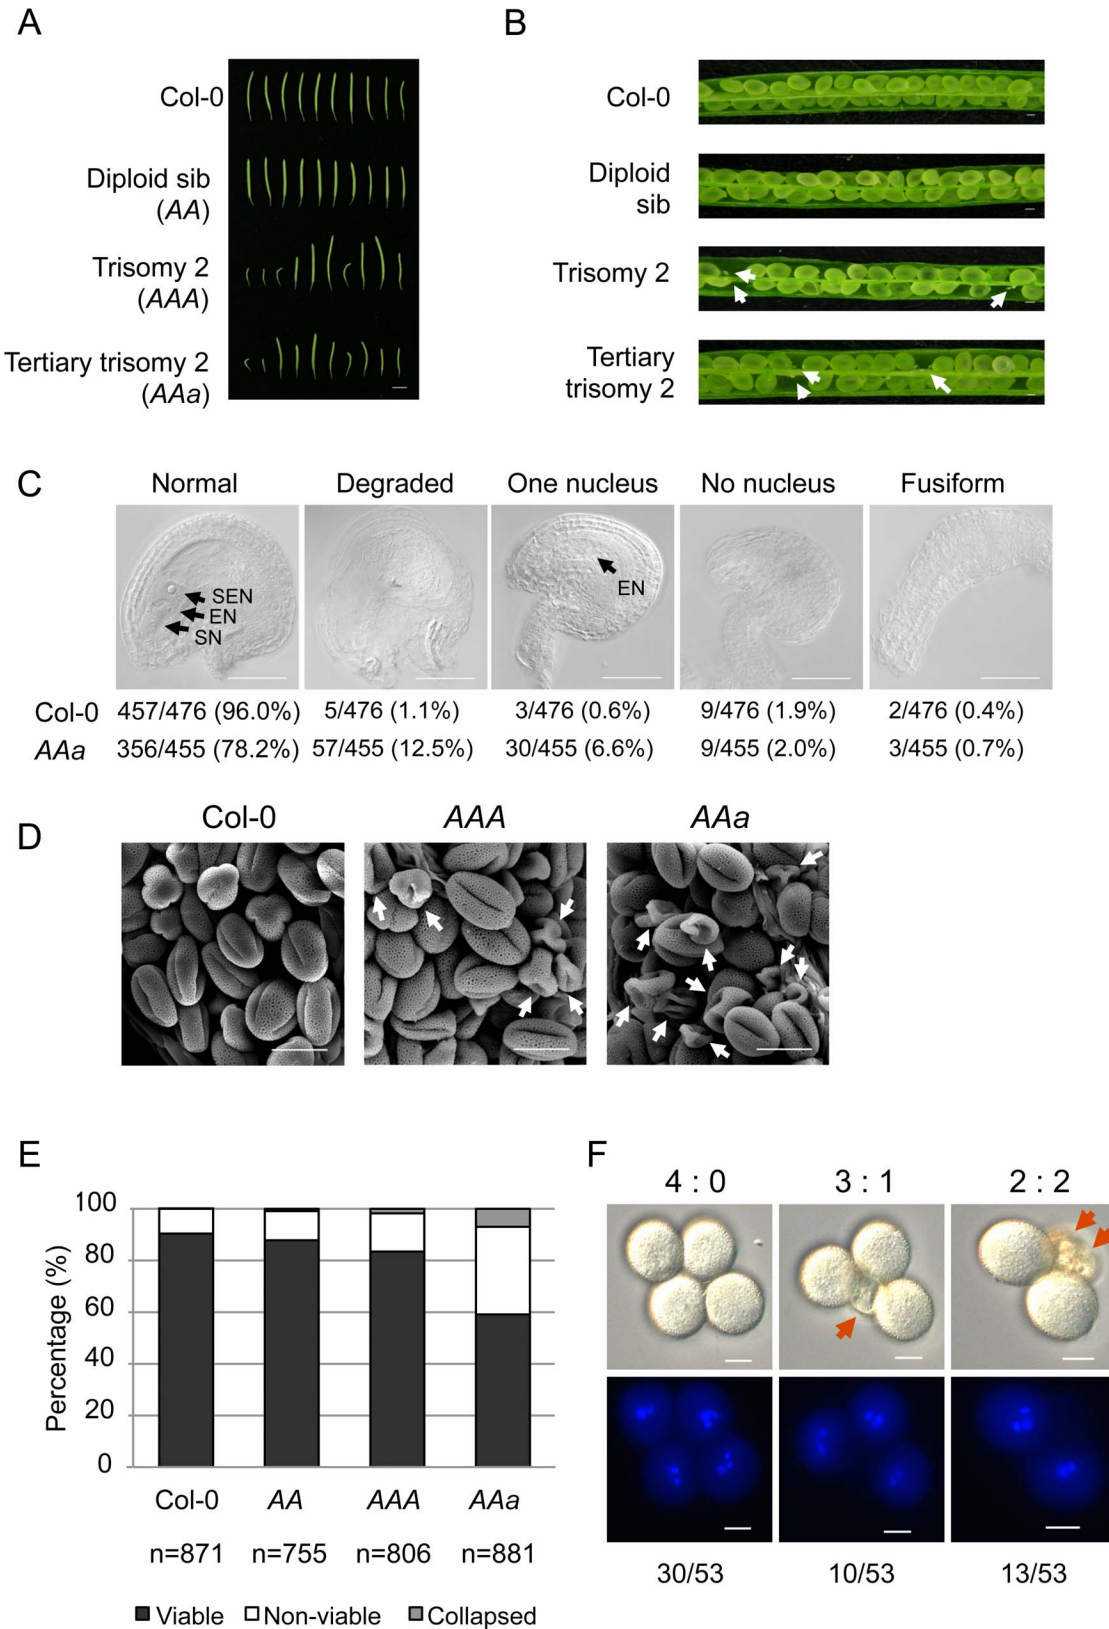 A
Col-0
Diploid sib
(AA)
Trisomy 2
(AAA)
Tertiary trisomy 2
(AAa)
B
Col-0
Diploid
sib
Trisomy 2
Tertiary
trisomy 2
C
Normal Degraded One nucleus No nucleus Fusiform
SEN
EN
SN
EN
Col-0 457/476 (96.0%) 5/476 (1.1%) 3/476 (0.6%) 9/476 (1.9%) 2/476 (0.4%)
AAa 356/455 (78.2%) 57/455 (12.5%) 30/455 (6.6%) 9/455 (2.0%) 3/455 (0.7%)
D
Col-0 AAA AAa
E
Percentage (%)
100
80
60
40
20
0
Col-0 AA AAA AAa
n=871 n=755 n=806 n=881
Viable Non-viable Collapsed
F
4 : 0 3 : 1 2 : 2
30/53 10/53 13/53